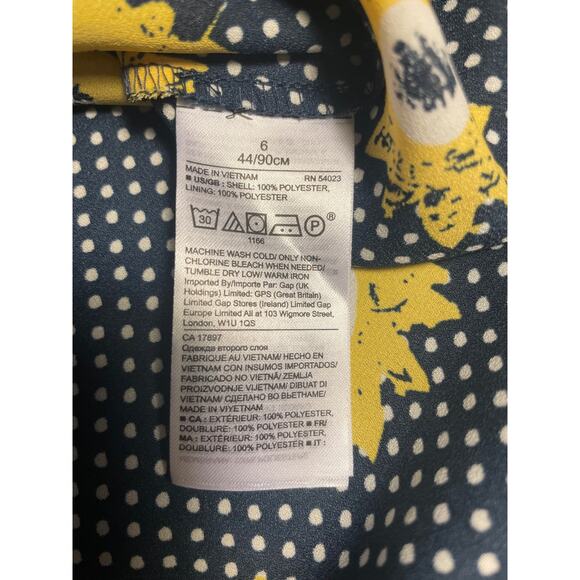 6
44/90CM
MADE IN VIETNAM RN 54023
■ US/GB: SHELL: 100% POLYESTER,
LINING: 100% POLYESTER
30 P ®
1166
MACHINE WASH COLD/ ONLY NON-
CHLORINE BLEACH WHEN NEEDED/
TUMBLE DRY LOW/ WARM IRON
Imported By/Importe Par: Gap (UK
Holdings) Limited: GPS (Great Britain)
Limited Gap Stores (Ireland) Limited Gap
Europe Limited All at 103 Wigmore Street,
London, W1U 1QS
CA 17897
Одежда второго слоя
FABRIQUE AU VIETNAM/ HECHO EN
VIETNAM CON INSUMOS IMPORTADOS/
FABRICADO NO VIETNÃ/ ZEMLJA
PROIZVODNJE VIJETNAM/ DIBUAT DI
VIETNAM/ СДЕЛАНО ВО ВЬЕТНАМЕ/
MADE IN VIYETNAM
■ CA : EXTÉRIEUR: 100% POLYESTER,
DOUBLURE: 100% POLYESTER ■ FR/
MA : EXTÉRIEUR: 100% POLYESTER,
DOUBLURE: 100% POLYESTER ■ IT :